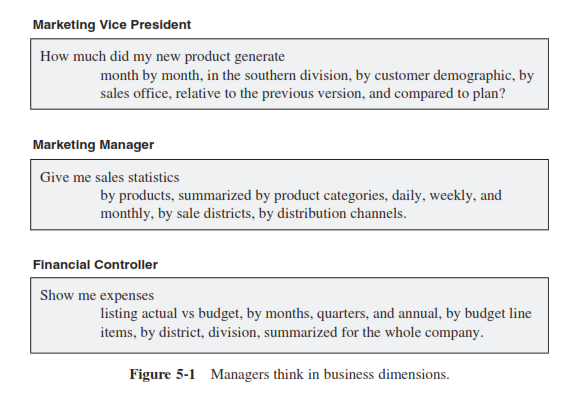 Marketing Vice President
How much did my new product generate
month by month, in the southern division, by customer demographic, by
sales office, relative to the previous version, and compared to plan?
Marketing Manager
Give me sales statistics
by products, summarized by product categories, daily, weekly, and
monthly, by sale districts, by distribution channels.
Financial Controller
Show me expenses
listing actual vs budget, by months, quarters, and annual, by budget line
items, by district, division, summarized for the whole company.
Figure 5-1 Managers think in business dimensions.